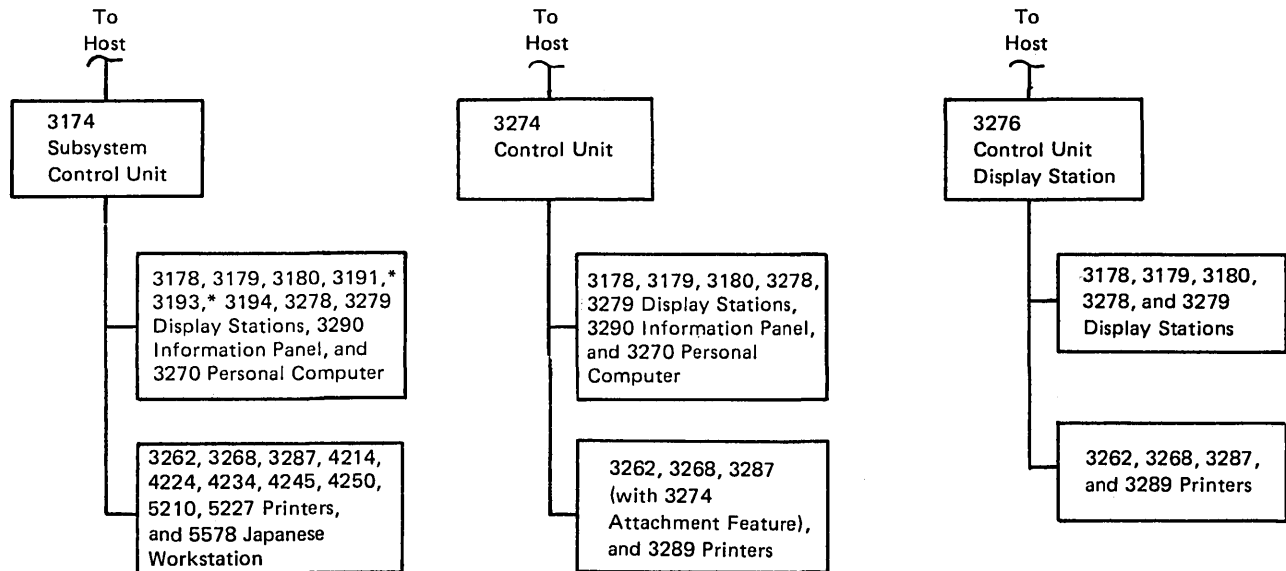 To
Host
3174
Subsystem
Control Unit
3178, 3179, 3180, 3191,*
3193,* 3194, 3278, 3279
Display Stations, 3290
Information Panel, and
3270 Personal Computer
3262, 3268, 3287, 4214,
4224, 4234, 4245, 4250,
5210, 5227 Printers,
and 5578 Japanese
Workstation
To
Host
3274
Control Unit
3178, 3179, 3180, 3278,
3279 Display Stations,
3290 Information Panel,
and 3270 Personal
Computer
3262, 3268, 3287
(with 3274
Attachment Feature),
and 3289 Printers
To
Host
3276
Control Unit
Display Station
3178, 3179, 3180,
3278, and 3279
Display Stations
3262, 3268, 3287,
and 3289 Printers